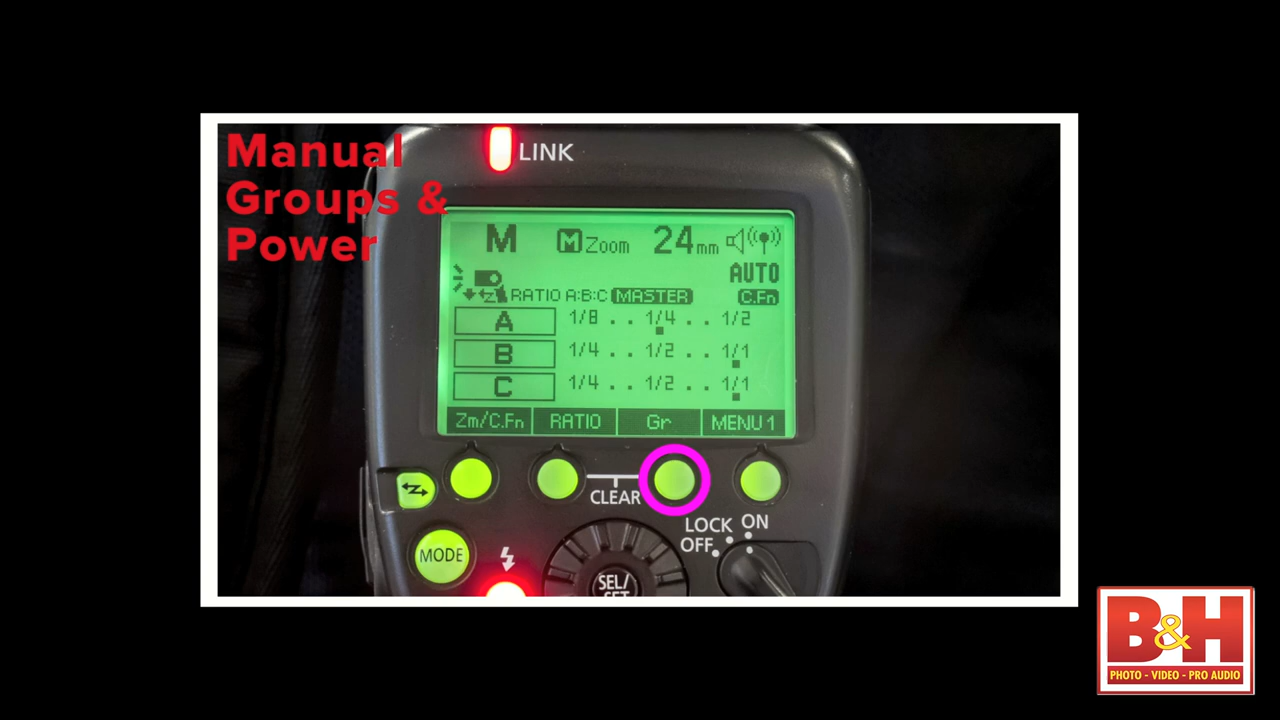 Manual
Groups &
Power
LINK
M M Zoom 24mm
AUTO
RATIO A:B:C MASTER C.Fn
A 1/8 . . 1/4 . . 1/2
B 1/4 . . 1/2 . . 1/1
C 1/4 . . 1/2 . . 1/1
Zm/C.Fn RATIO Gr MENU 1
CLEAR
LOCK ON
OFF
MODE
SEL/
SET
B&H
PHOTO - VIDEO - PRO AUDIO